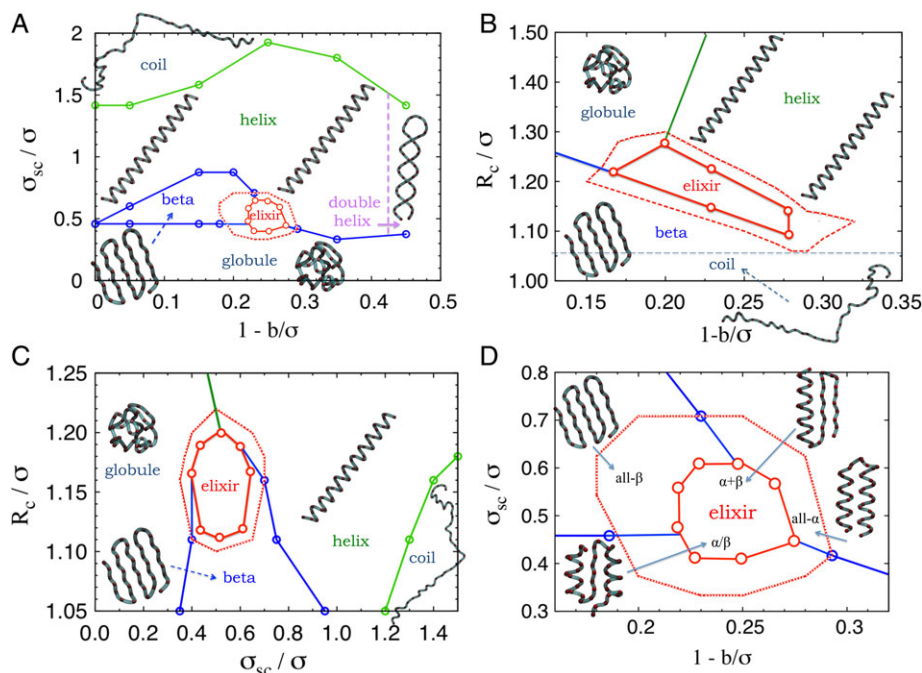 A
2
1.5
1
0.5
0
σsc / σ
coil
helix
beta
elixir
double
helix
globule
0 0.1 0.2 0.3 0.4 0.5
1 - b/σ
B
1.50
1.40
1.30
1.20
1.10
1.00
Rc / σ
globule
helix
elixir
beta
coil
0.15 0.20 0.25 0.30 0.35
1-b/σ
C
1.25
1.20
1.15
1.10
1.05
Rc / σ
globule
elixir
helix
beta
coil
0.0 0.2 0.4 0.6 0.8 1.0 1.2 1.4
σsc / σ
D
0.8
0.7
0.6
0.5
0.4
0.3
σsc / σ
all-β
α+β
elixir
all-α
α/β
0.2 0.25 0.3
1 - b/σ